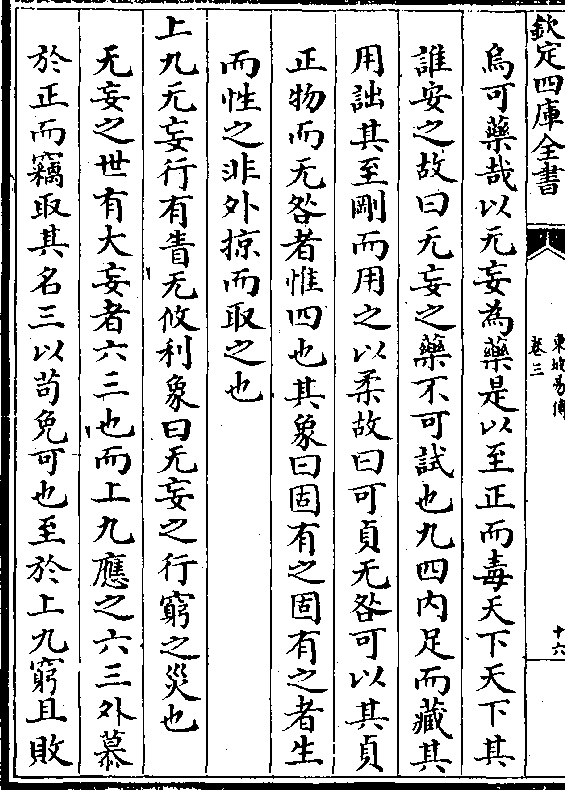 欽定四庫全書
東坡易傳
卷三
十六
烏可藥哉以无妄為藥是以至正而毒天下天下其
誰安之故曰无妄之藥不可試也九四内足而藏其
用詘其至剛而用之以柔故曰可貞无咎可以其貞
正物而无咎者惟四也其象曰固有之固有之者生
而性之非外掠而取之也
上九无妄行有眚无攸利象曰无妄之行窮之災也
无妄之世有大妄者六三也而上九應之六三外慕
於正而竊取其名三以茍免可也至於上九窮且敗